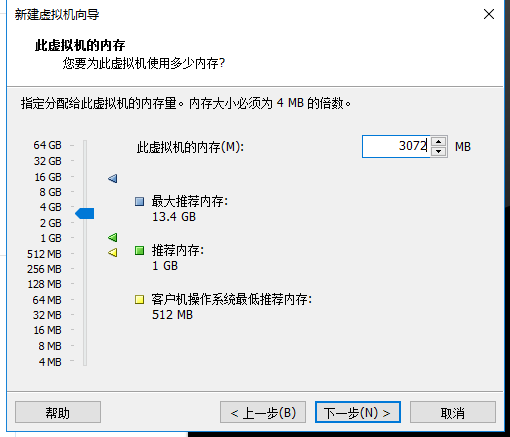 新建虚拟机向导
此虚拟机的内存
您要为此虚拟机使用多少内存?
指定分配给此虚拟机的内存量。内存大小必须为 4 MB 的倍数。
64 GB
32 GB
16 GB
8 GB
4 GB
2 GB
1 GB
512 MB
256 MB
128 MB
64 MB
32 MB
16 MB
8 MB
4 MB
此虚拟机的内存(M): 3072 MB
最大推荐内存:
13.4 GB
推荐内存:
1 GB
客户机操作系统最低推荐内存:
512 MB
帮助 < 上一步(B) 下一步(N) > 取消